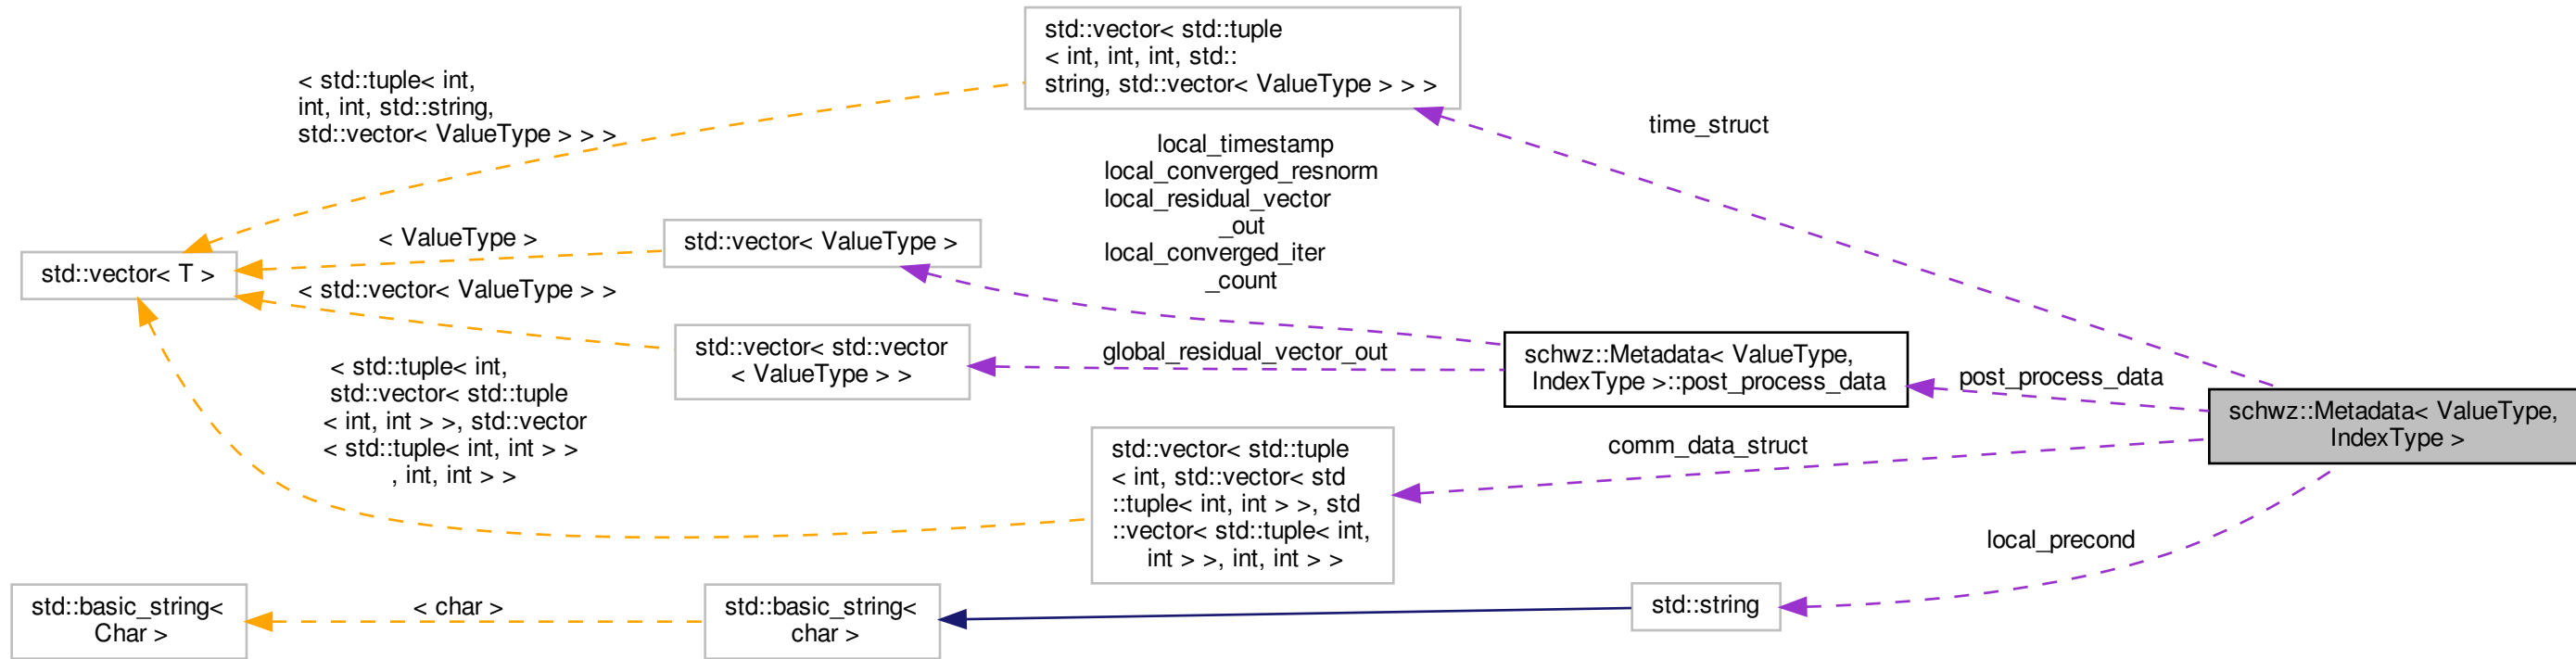 std::vector< std::tuple
< int, int, int, std::
string, std::vector< ValueType > > >
< std::tuple< int,
int, int, std::string,
std::vector< ValueType > > >
time_struct
local_timestamp
local_converged_resnorm
local_residual_vector
_out
local_converged_iter
_count
< ValueType >
std::vector< ValueType >
std::vector< T >
< std::vector< ValueType > >
std::vector< std::vector
< ValueType > >
global_residual_vector_out
schwz::Metadata< ValueType,
IndexType >::post_process_data
post_process_data
schwz::Metadata< ValueType,
IndexType >
< std::tuple< int,
std::vector< std::tuple
< int, int > >, std::vector
< std::tuple< int, int > >
, int, int > >
std::vector< std::tuple
< int, std::vector< std
::tuple< int, int > >, std
::vector< std::tuple< int,
int > >, int, int > >
comm_data_struct
local_precond
std::basic_string<
Char >
< char >
std::basic_string<
char >
std::string